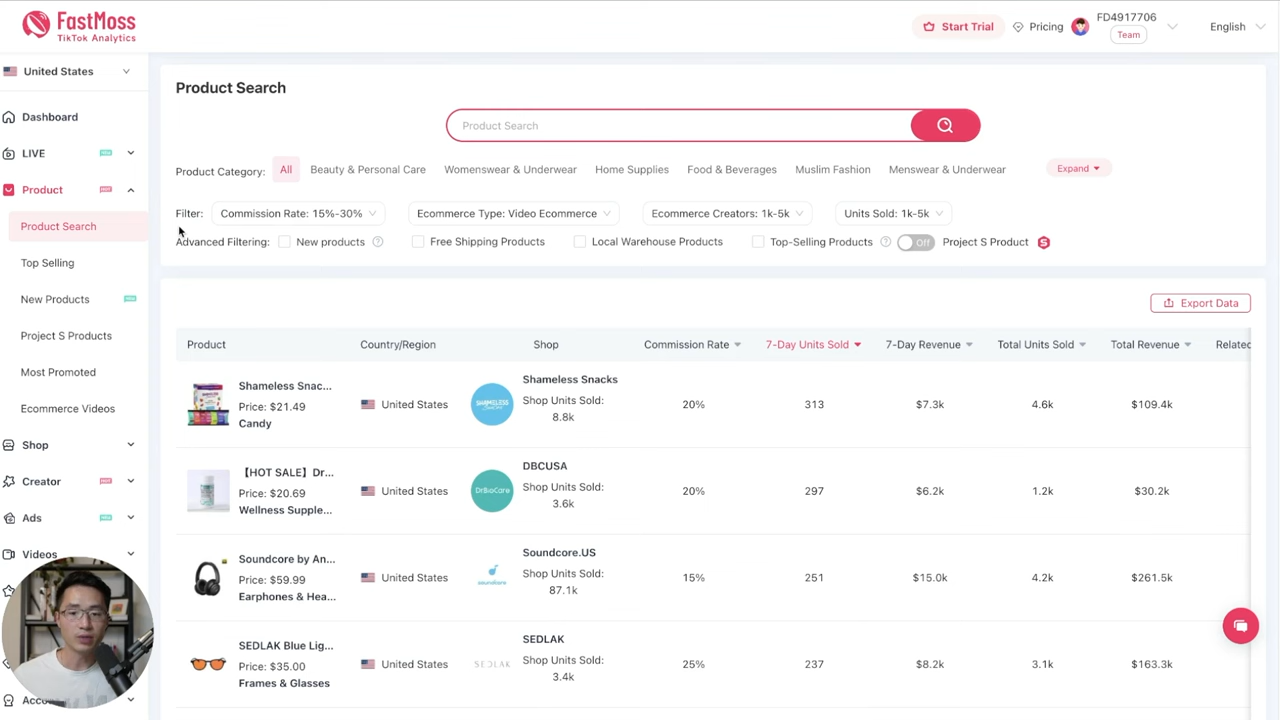 FastMoss
TikTok Analytics
Start Trial
Pricing
FD4917706
Team
English
United States
Dashboard
LIVE
Product
Product Search
Top Selling
New Products
Project S Products
Most Promoted
Ecommerce Videos
Shop
Creator
Ads
Videos
Product Search
Product Search
Product Category:
All
Beauty & Personal Care
Womenswear & Underwear
Home Supplies
Food & Beverages
Muslim Fashion
Menswear & Underwear
Expand
Filter:
Commission Rate: 15%-30%
Ecommerce Type: Video Ecommerce
Ecommerce Creators: 1k-5k
Units Sold: 1k-5k
Advanced Filtering:
New products
Free Shipping Products
Local Warehouse Products
Top-Selling Products
Off
Project S Product
Export Data
Product
Country/Region
Shop
Commission Rate
7-Day Units Sold
7-Day Revenue
Total Units Sold
Total Revenue
Related
Shameless Snac...
Price: $21.49
Candy
United States
Shameless Snacks
Shop Units Sold:
8.8k
20%
313
$7.3k
4.6k
$109.4k
【HOT SALE】Dr...
Price: $20.69
Wellness Supple...
United States
DrBioCare
DBCUSA
Shop Units Sold:
3.6k
20%
297
$6.2k
1.2k
$30.2k
Soundcore by An...
Price: $59.99
Earphones & Hea...
United States
soundcore
Soundcore.US
Shop Units Sold:
87.1k
15%
251
$15.0k
4.2k
$261.5k
SEDLAK Blue Lig...
Price: $35.00
Frames & Glasses
United States
SEDLAK
SEDLAK
Shop Units Sold:
3.4k
25%
237
$8.2k
3.1k
$163.3k